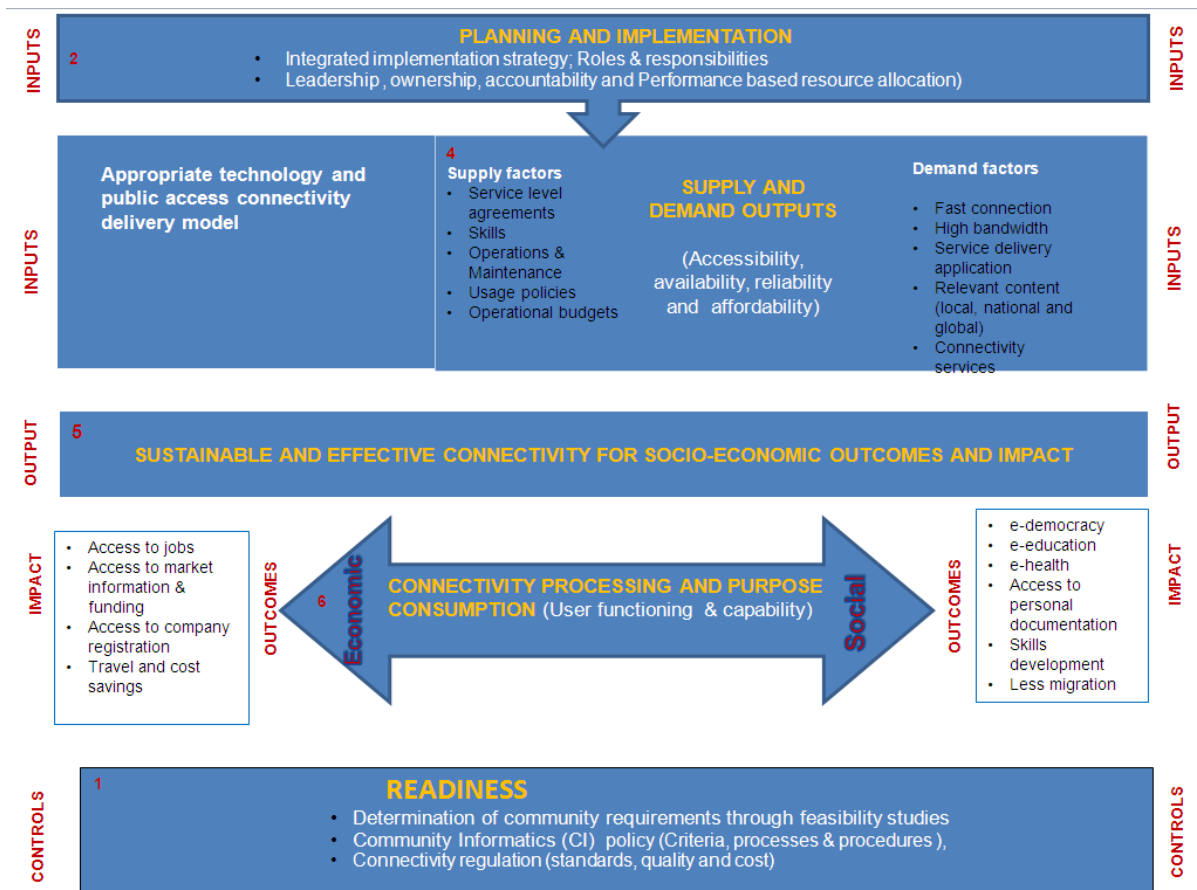 INPUTS
2
PLANNING AND IMPLEMENTATION
• Integrated implementation strategy; Roles & responsibilities
• Leadership , ownership, accountability and Performance based resource allocation)
INPUTS
INPUTS
Appropriate technology and
public access connectivity
delivery model
4
Supply factors
• Service level
agreements
• Skills
• Operations &
Maintenance
• Usage policies
• Operational budgets
SUPPLY AND
DEMAND OUTPUTS
(Accessibility,
availability, reliability
and affordability)
Demand factors
• Fast connection
• High bandwidth
• Service delivery
application
• Relevant content
(local, national and
global)
• Connectivity
services
INPUTS
OUTPUT
5
SUSTAINABLE AND EFFECTIVE CONNECTIVITY FOR SOCIO-ECONOMIC OUTCOMES AND IMPACT
OUTPUT
IMPACT
• Access to jobs
• Access to market
information &
funding
• Access to company
registration
• Travel and cost
savings
OUTCOMES
6
Economic
CONNECTIVITY PROCESSING AND PURPOSE
CONSUMPTION (User functioning & capability)
Social
OUTCOMES
• e-democracy
• e-education
• e-health
• Access to
personal
documentation
• Skills
development
• Less migration
IMPACT
CONTROLS
1
READINESS
• Determination of community requirements through feasibility studies
• Community Informatics (CI) policy (Criteria, processes & procedures ),
• Connectivity regulation (standards, quality and cost)
CONTROLS